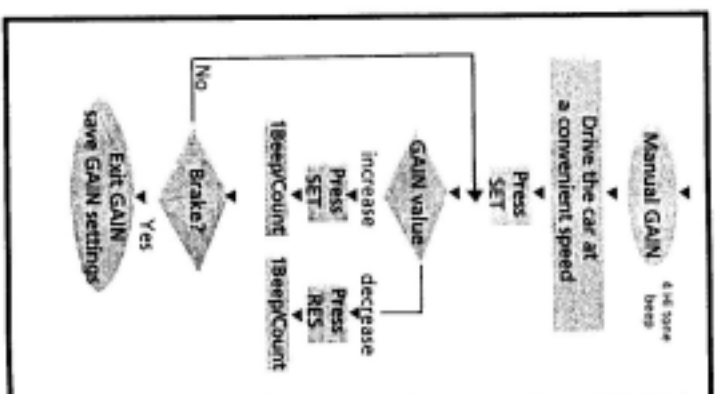 Manual GAIN
4 Hi tone
beep
Drive the car at
a convenient speed
Press
SET
GAIN value
increase
Press
SET
1Beep/Count
decrease
Press
RES
1Beep/Count
Brake?
No
Yes
Exit GAIN
save GAIN settings